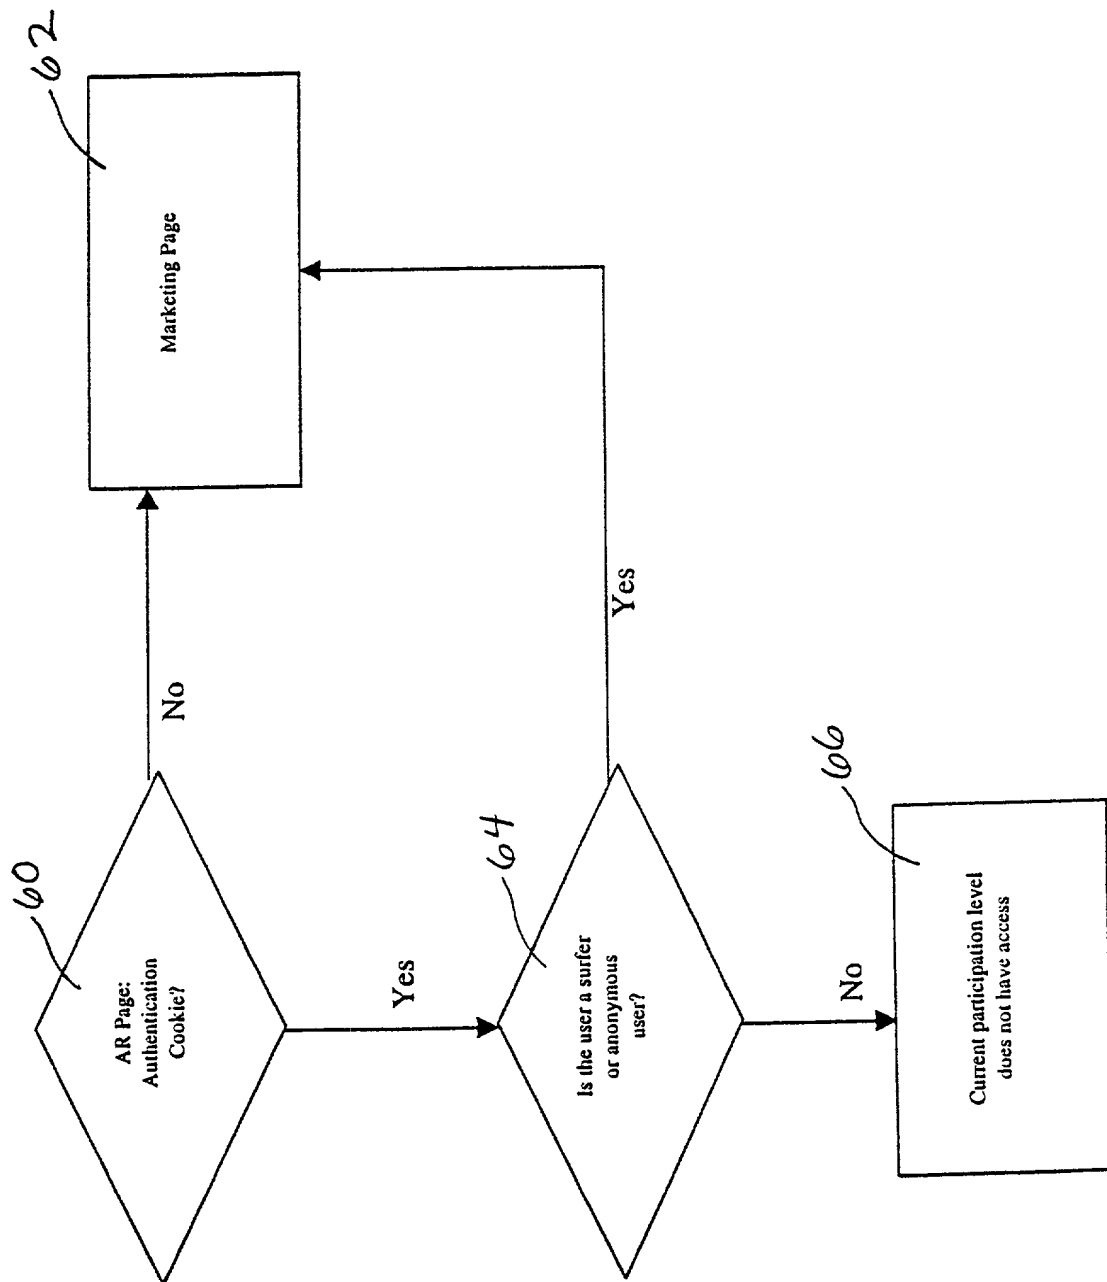 60
AR Page:
Authentication
Cookie?
No
62
Marketing Page
Yes
64
Is the user a surfer
or anonymous
user?
Yes
No
66
Current participation level
does not have access